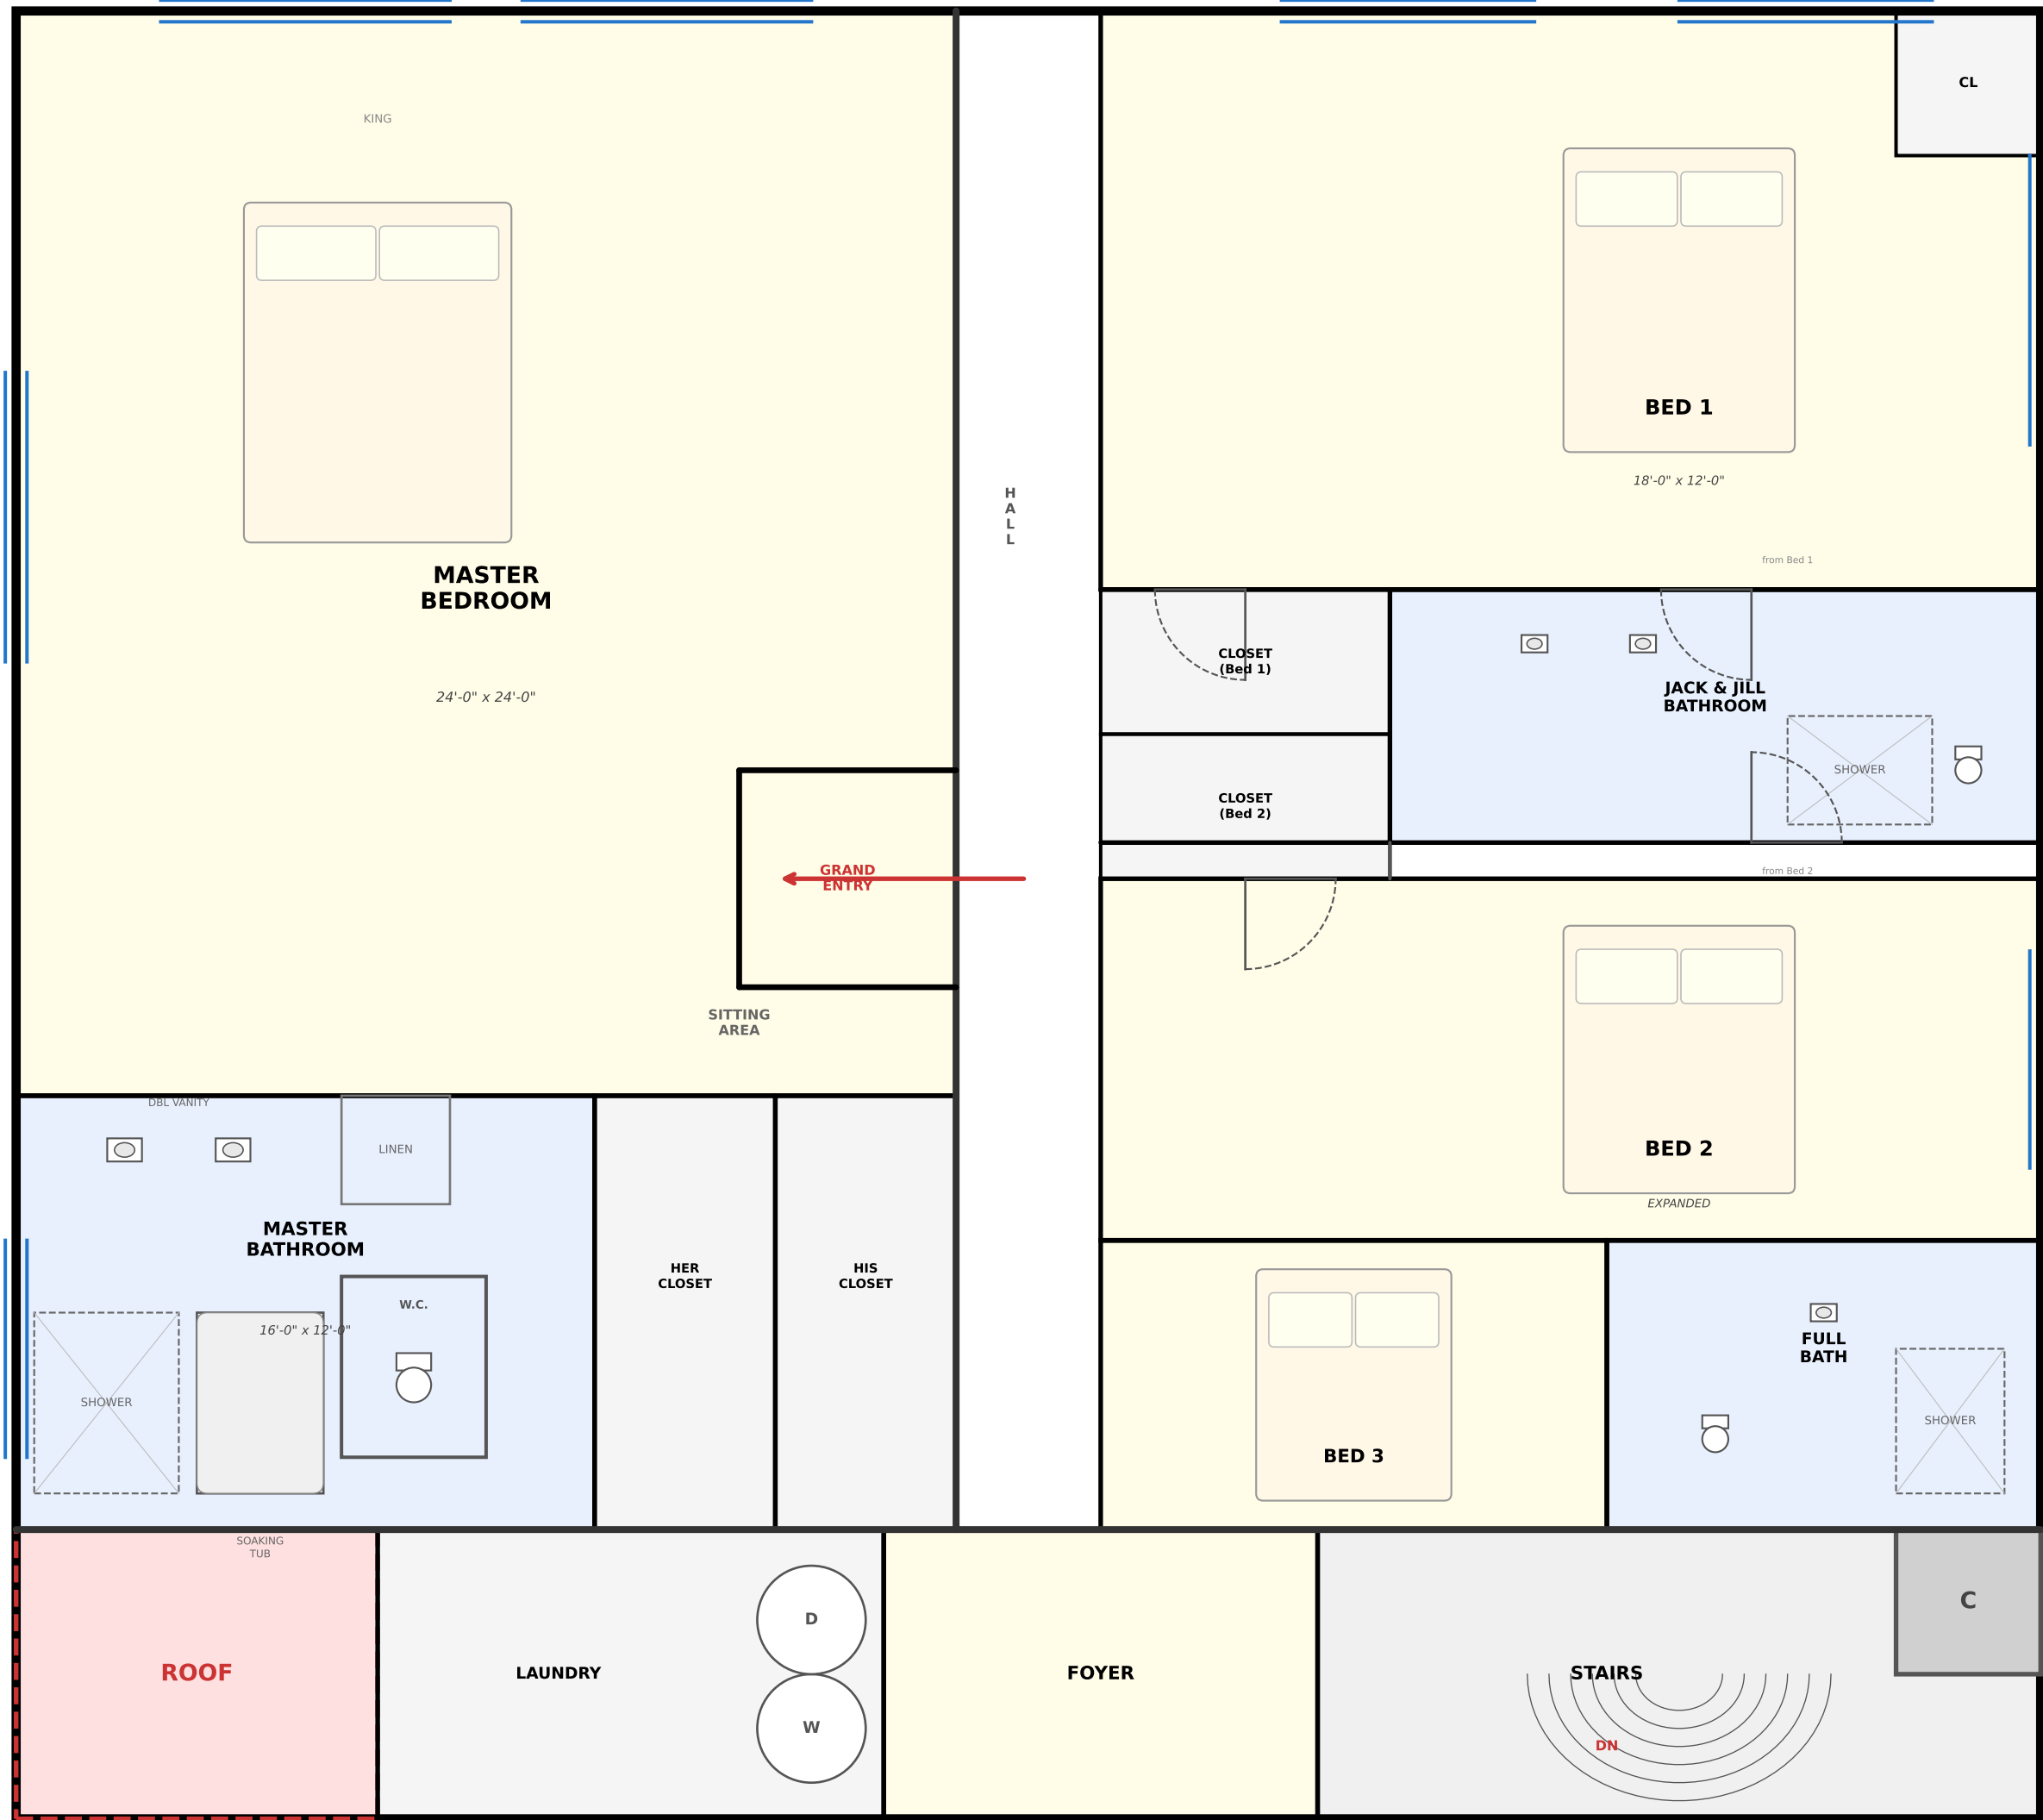 KING
CL
BED 1
18'-0" x 12'-0"
H
A
L
L
from Bed 1
MASTER
BEDROOM
24'-0" x 24'-0"
CLOSET
(Bed 1)
JACK & JILL
BATHROOM
SHOWER
CLOSET
(Bed 2)
from Bed 2
GRAND
ENTRY
SITTING
AREA
BED 2
EXPANDED
DBL VANITY
LINEN
MASTER
BATHROOM
W.C.
16'-0" x 12'-0"
SHOWER
HER
CLOSET
HIS
CLOSET
BED 3
FULL
BATH
SHOWER
SOAKING
TUB
ROOF
LAUNDRY
D
W
FOYER
STAIRS
DN
C